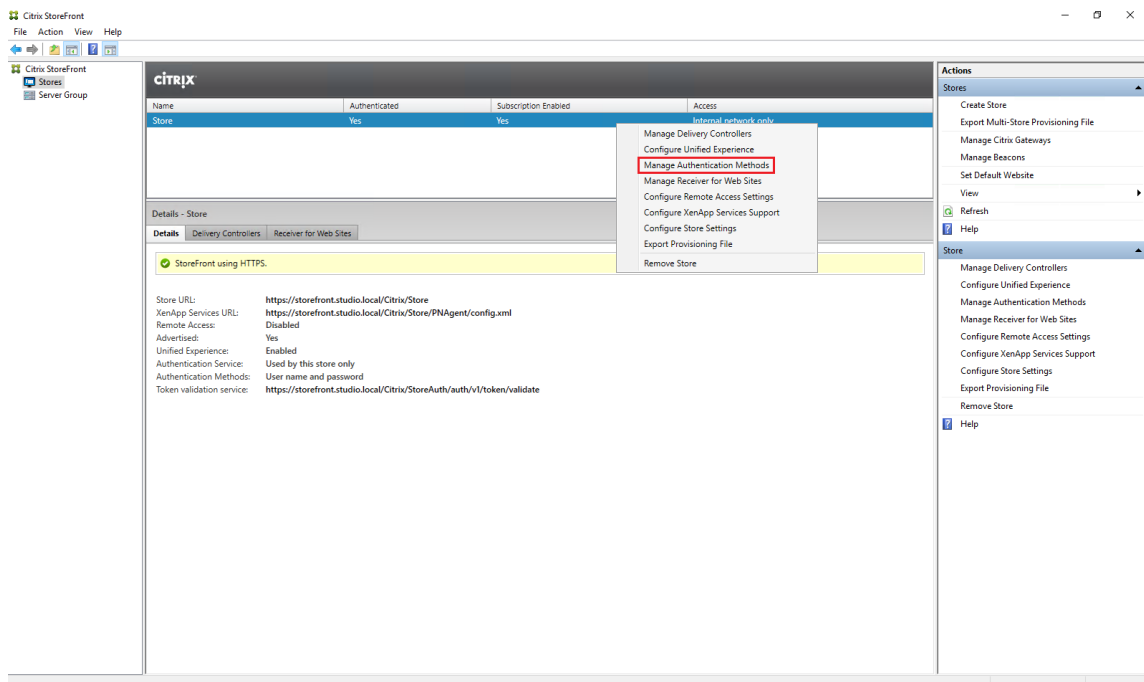 Citrix StoreFront
File Action View Help
Citrix StoreFront
Stores
Server Group
CİTRIX
Name Authenticated Subscription Enabled Access
Store Yes Yes Internal network only
Manage Delivery Controllers
Configure Unified Experience
Manage Authentication Methods
Manage Receiver for Web Sites
Configure Remote Access Settings
Configure XenApp Services Support
Configure Store Settings
Export Provisioning File
Remove Store
Details - Store
Details Delivery Controllers Receiver for Web Sites
StoreFront using HTTPS.
Store URL: https://storefront.studio.local/Citrix/Store
XenApp Services URL: https://storefront.studio.local/Citrix/Store/PNAgent/config.xml
Remote Access: Disabled
Advertised: Yes
Unified Experience: Enabled
Authentication Service: Used by this store only
Authentication Methods: User name and password
Token validation service: https://storefront.studio.local/Citrix/StoreAuth/auth/v1/token/validate
Actions
Stores
Create Store
Export Multi-Store Provisioning File
Manage Citrix Gateways
Manage Beacons
Set Default Website
View
Refresh
Help
Store
Manage Delivery Controllers
Configure Unified Experience
Manage Authentication Methods
Manage Receiver for Web Sites
Configure Remote Access Settings
Configure XenApp Services Support
Configure Store Settings
Export Provisioning File
Remove Store
Help